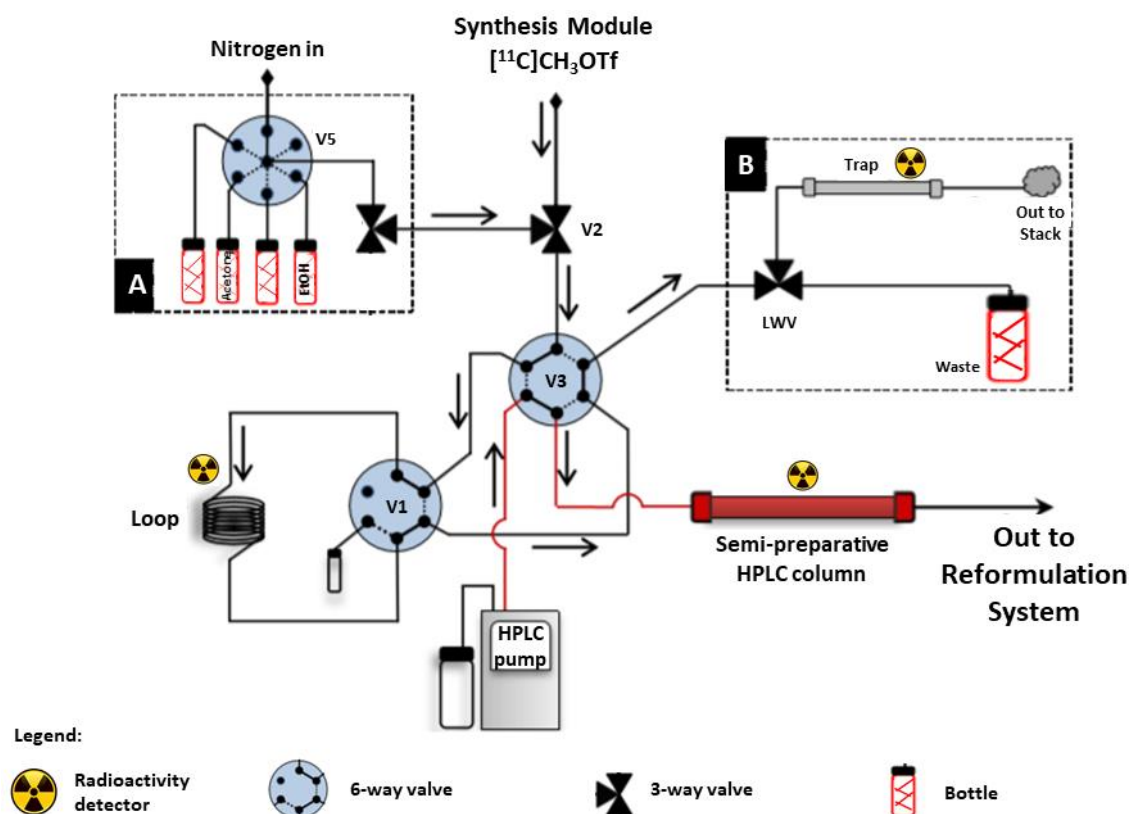 Synthesis Module
[¹¹C]CH₃OTf
Nitrogen in
V5
A
Acetone
EtOH
V2
B
Trap
Out to
Stack
LWV
Waste
V3
V1
Loop
HPLC
pump
Semi-preparative
HPLC column
Out to
Reformulation
System
Legend:
Radioactivity
detector
6-way valve
3-way valve
Bottle